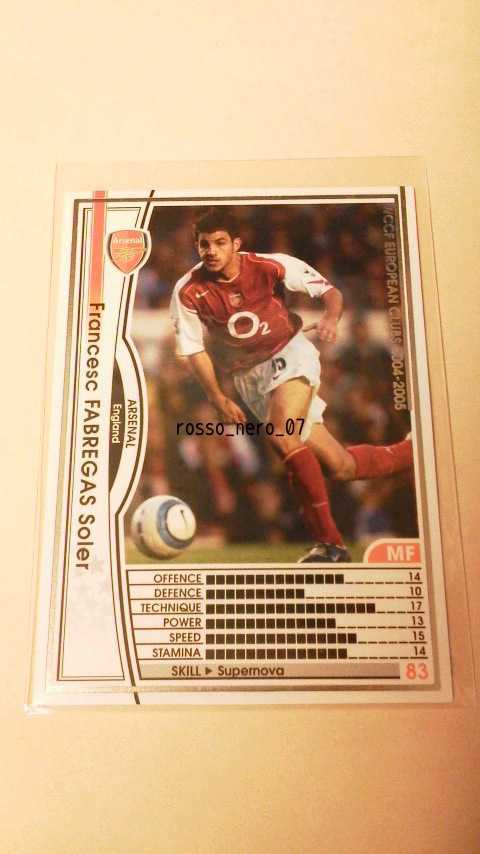 Arsenal
WCCF EUROPEAN CLUBS 2004-2005
Francesc FABREGAS Soler
ARSENAL
England
O2
rosso_nero_07
MF
OFFENCE 14
DEFENCE 10
TECHNIQUE 17
POWER 13
SPEED 15
STAMINA 14
SKILL ▶ Supernova 83